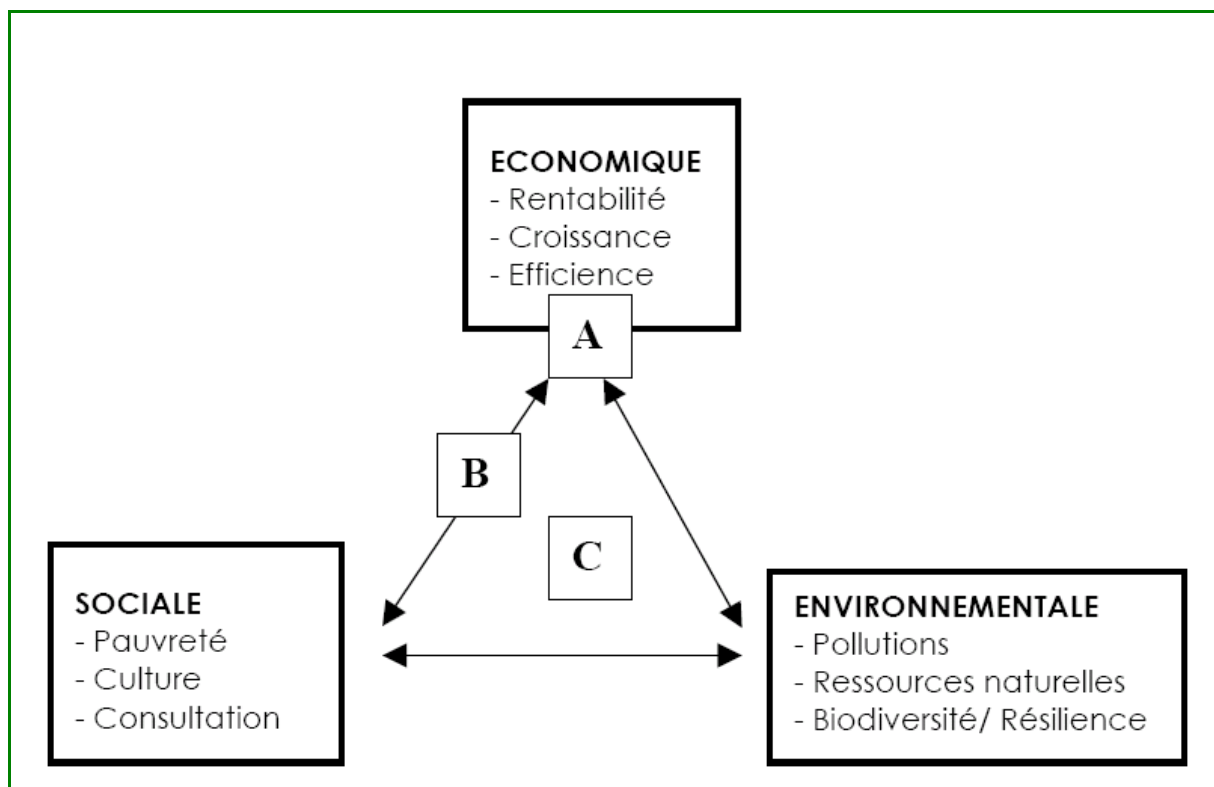 ECONOMIQUE
- Rentabilité
- Croissance
- Efficience
A
B
C
SOCIALE
- Pauvreté
- Culture
- Consultation
ENVIRONNEMENTALE
- Pollutions
- Ressources naturelles
- Biodiversité/ Résilience